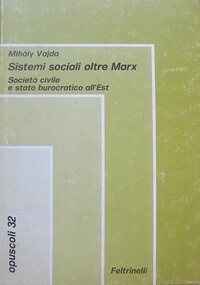 Mihály Vajda
Sistemi sociali oltre Marx
Società civile
e stato burocratico all'Est
opuscoli 32
Feltrinelli